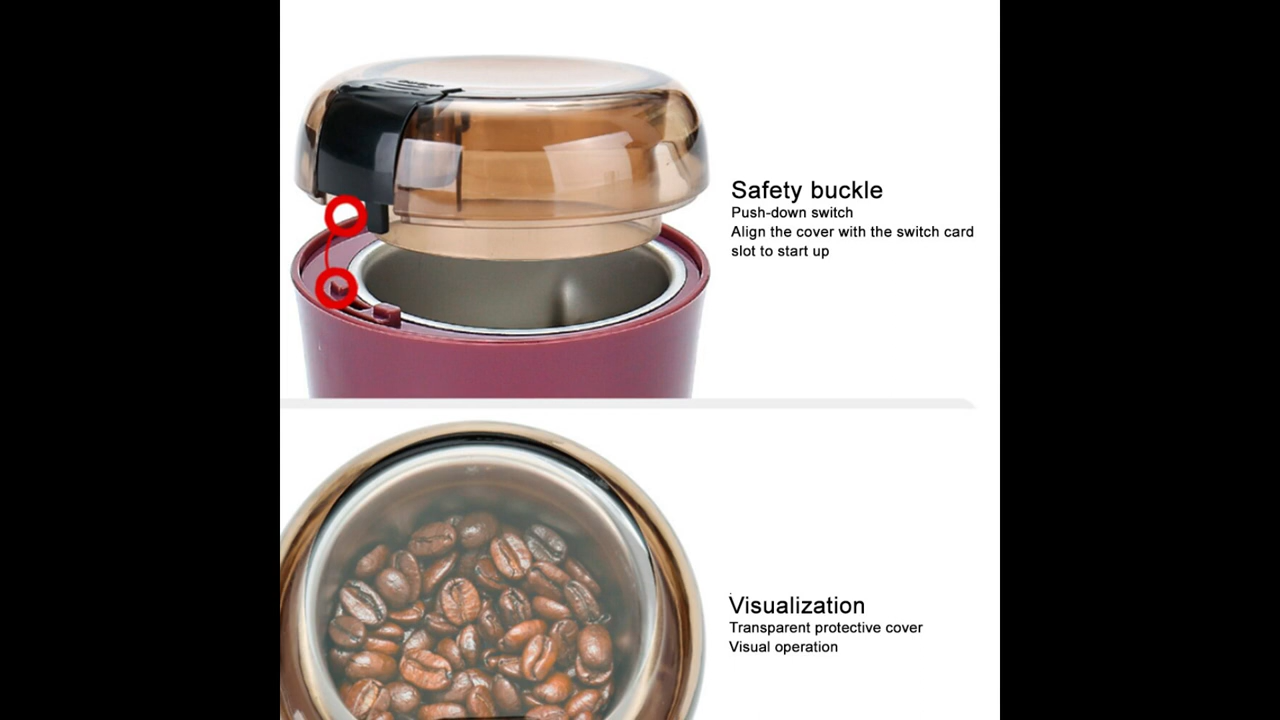 Safety buckle
Push-down switch
Align the cover with the switch card
slot to start up
Visualization
Transparent protective cover
Visual operation